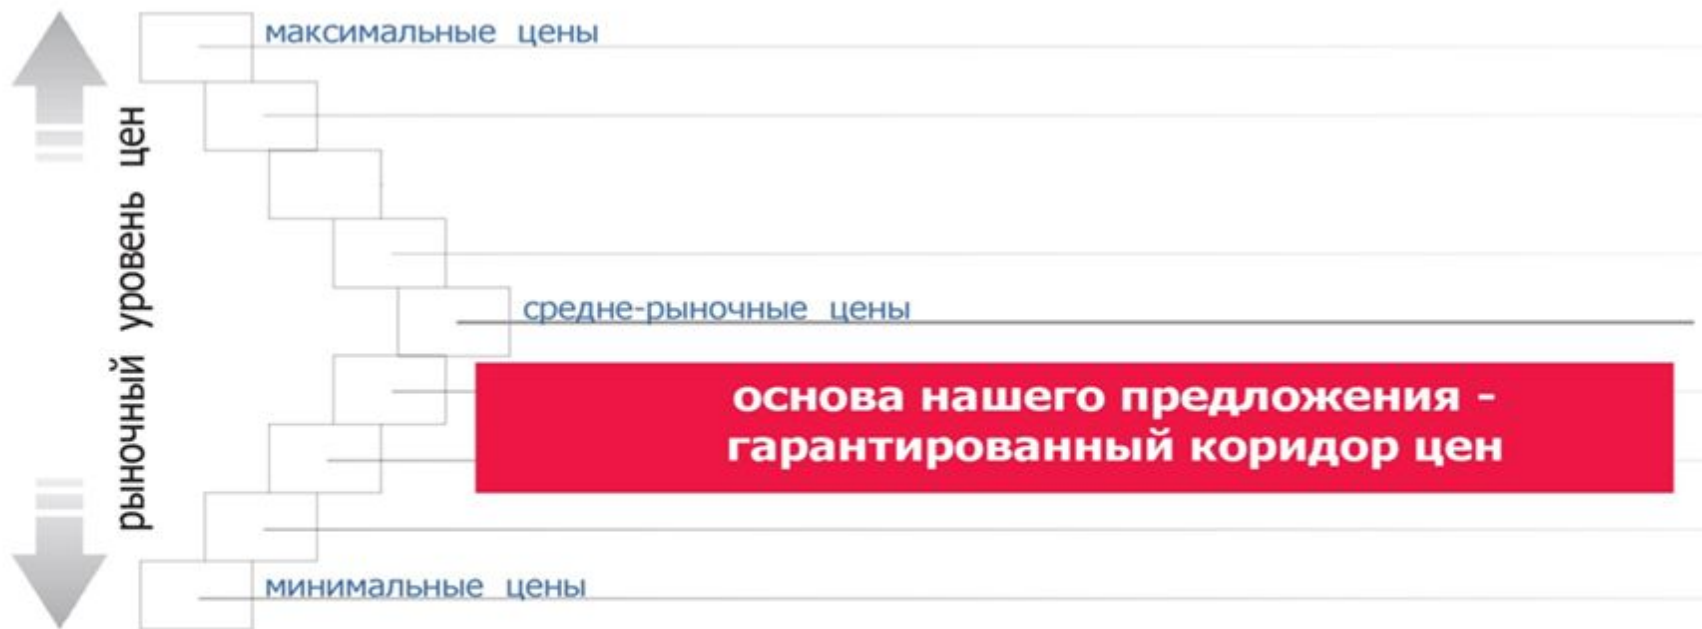 максимальные цены
рыночный уровень цен
средне-рыночные цены
основа нашего предложения -
гарантированный коридор цен
минимальные цены